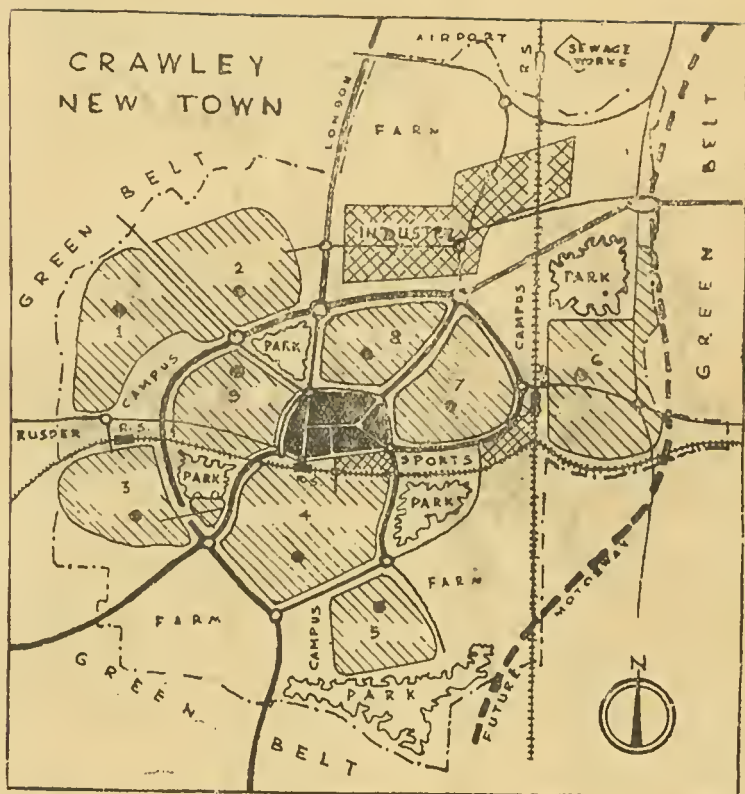 CRAWLEY
NEW TOWN
AIRPORT
R S
SEWAGE
WORKS
LONDON
FARM
BELT
GREEN BELT
INDUSTRY
GREEN
2
PARK
1
CAMPUS
PARK
8
CAMPUS
6
9
7
RUSPER
R.S.
SPORTS
3
PARK
R.S.
PARK
4
FARM
MOTORWAY
FARM
CAMPUS
5
N
GREEN
PARK
FUTURE
BELT